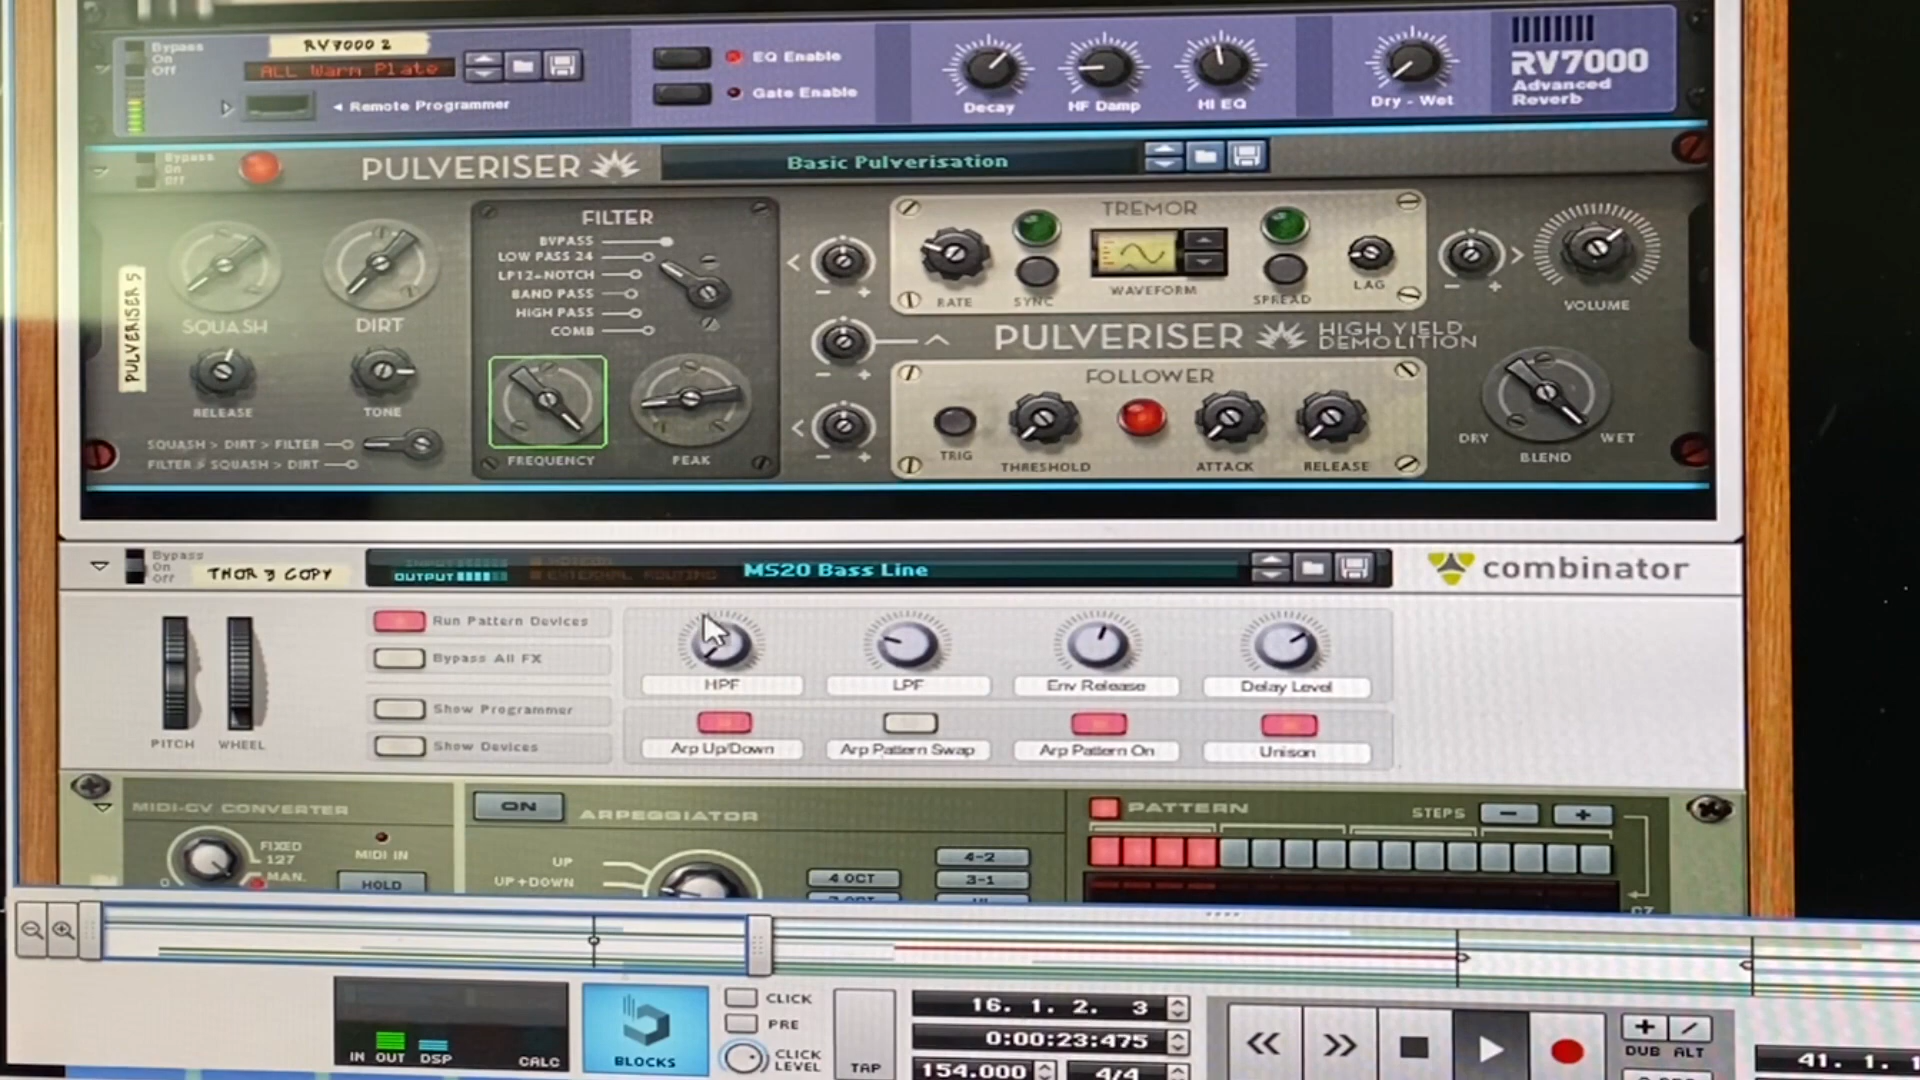 Bypass
On
Off
RV7000 2
ALL Warm Plate
Remote Programmer
EQ Enable
Gate Enable
Decay
HF Damp
HI EQ
Dry - Wet
RV7000
Advanced
Reverb
Bypass
On
Off
PULVERISER
Basic Pulverisation
PULVERISER 5
SQUASH
DIRT
RELEASE
TONE
SQUASH > DIRT > FILTER
FILTER > SQUASH > DIRT
FILTER
BYPASS
LOW PASS 24
LP12+NOTCH
BAND PASS
HIGH PASS
COMB
FREQUENCY
PEAK
TREMOR
RATE
SYNC
WAVEFORM
SPREAD
LAG
VOLUME
PULVERISER HIGH YIELD
DEMOLITION
FOLLOWER
TRIG
THRESHOLD
ATTACK
RELEASE
DRY
WET
BLEND
Bypass
On
Off
THOR 3 COPY
OUTPUT
EXTERNAL ROUTING
MS20 Bass Line
combinator
PITCH
WHEEL
Run Pattern Devices
Bypass All FX
Show Programmer
Show Devices
HPF
LPF
Env Release
Delay Level
Arp Up/Down
Arp Pattern Swap
Arp Pattern On
Unison
MIDI-CV CONVERTER
FIXED
127
MAN.
0
MIDI IN
HOLD
ON
ARPEGGIATOR
UP
UP+DOWN
4 OCT
4-2
3-1
PATTERN
STEPS
- +
IN OUT DSP
CALC
BLOCKS
CLICK
PRE
CLICK
LEVEL
TAP
16. 1. 2. 3
0:00:23:475
154.000
4/4
DUB ALT
41. 1. 1